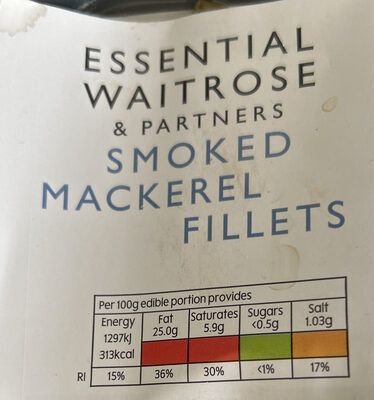 ESSENTIAL
WAITROSE
& PARTNERS
SMOKED
MACKEREL
FILLETS
Per 100g edible portion provides
Energy Fat Saturates Sugars Salt
1297kJ 25.0g 5.9g <0.5g 1.03g
313kcal
RI 15% 36% 30% <1% 17%